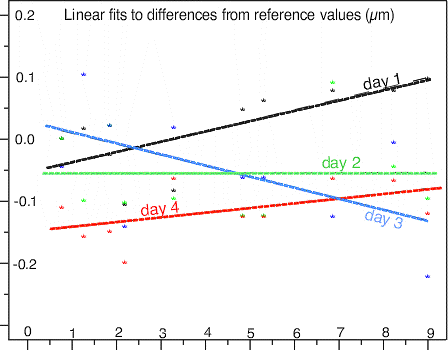 Linear fits to differences from reference values (µm)
0.2
0.1
0.0
-0.1
-0.2
day 1
day 2
day 3
day 4
0 1 2 3 4 5 6 7 8 9